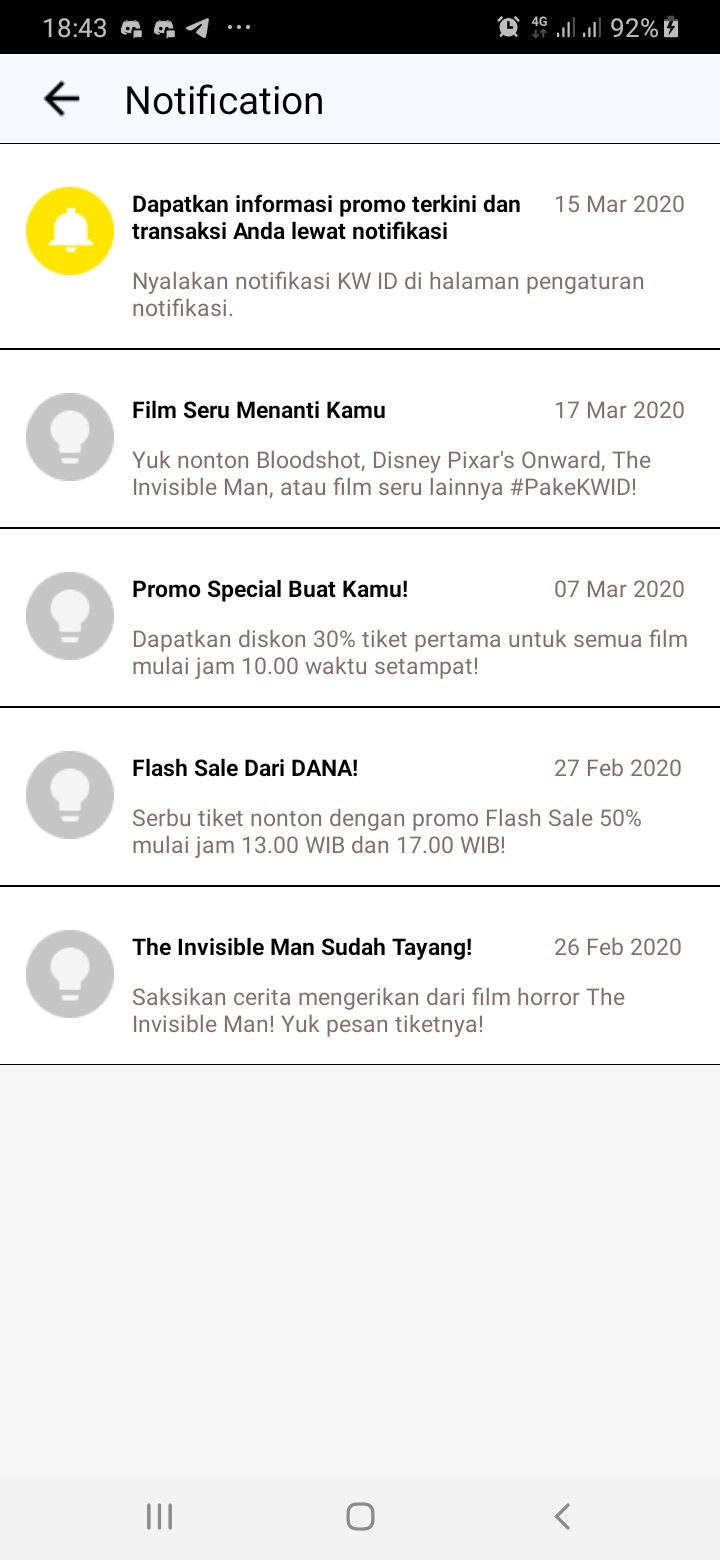 18:43
4G
92%
Notification
Dapatkan informasi promo terkini dan
transaksi Anda lewat notifikasi
15 Mar 2020
Nyalakan notifikasi KW ID di halaman pengaturan
notifikasi.
Film Seru Menanti Kamu
17 Mar 2020
Yuk nonton Bloodshot, Disney Pixar's Onward, The
Invisible Man, atau film seru lainnya #PakeKWID!
Promo Special Buat Kamu!
07 Mar 2020
Dapatkan diskon 30% tiket pertama untuk semua film
mulai jam 10.00 waktu setampat!
Flash Sale Dari DANA!
27 Feb 2020
Serbu tiket nonton dengan promo Flash Sale 50%
mulai jam 13.00 WIB dan 17.00 WIB!
The Invisible Man Sudah Tayang!
26 Feb 2020
Saksikan cerita mengerikan dari film horror The
Invisible Man! Yuk pesan tiketnya!